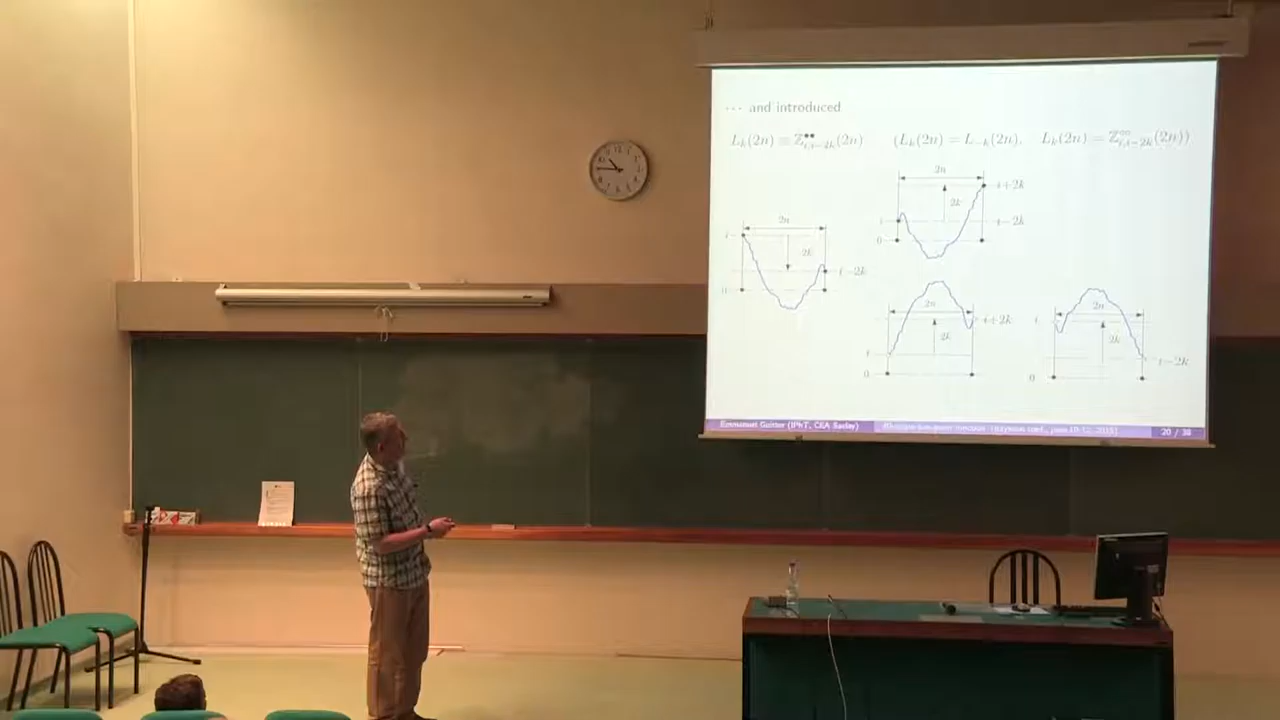 ··· and introduced
L_k(2n) ≡ ℤ^{••}_{i,i−2k}(2n) (L_k(2n) = L_{−k}(2n), L_k(2n) = ℤ^{○○}_{i,i−2k}(2n))
2n
i+2k
2k
i
i−2k
0
2n
i
2k
i−2k
0
2n
i+2k
2k
i
0
2n
i
2k
i−2k
0
Emmanuel Guitter (IPhT, CEA Saclay)
20 / 38